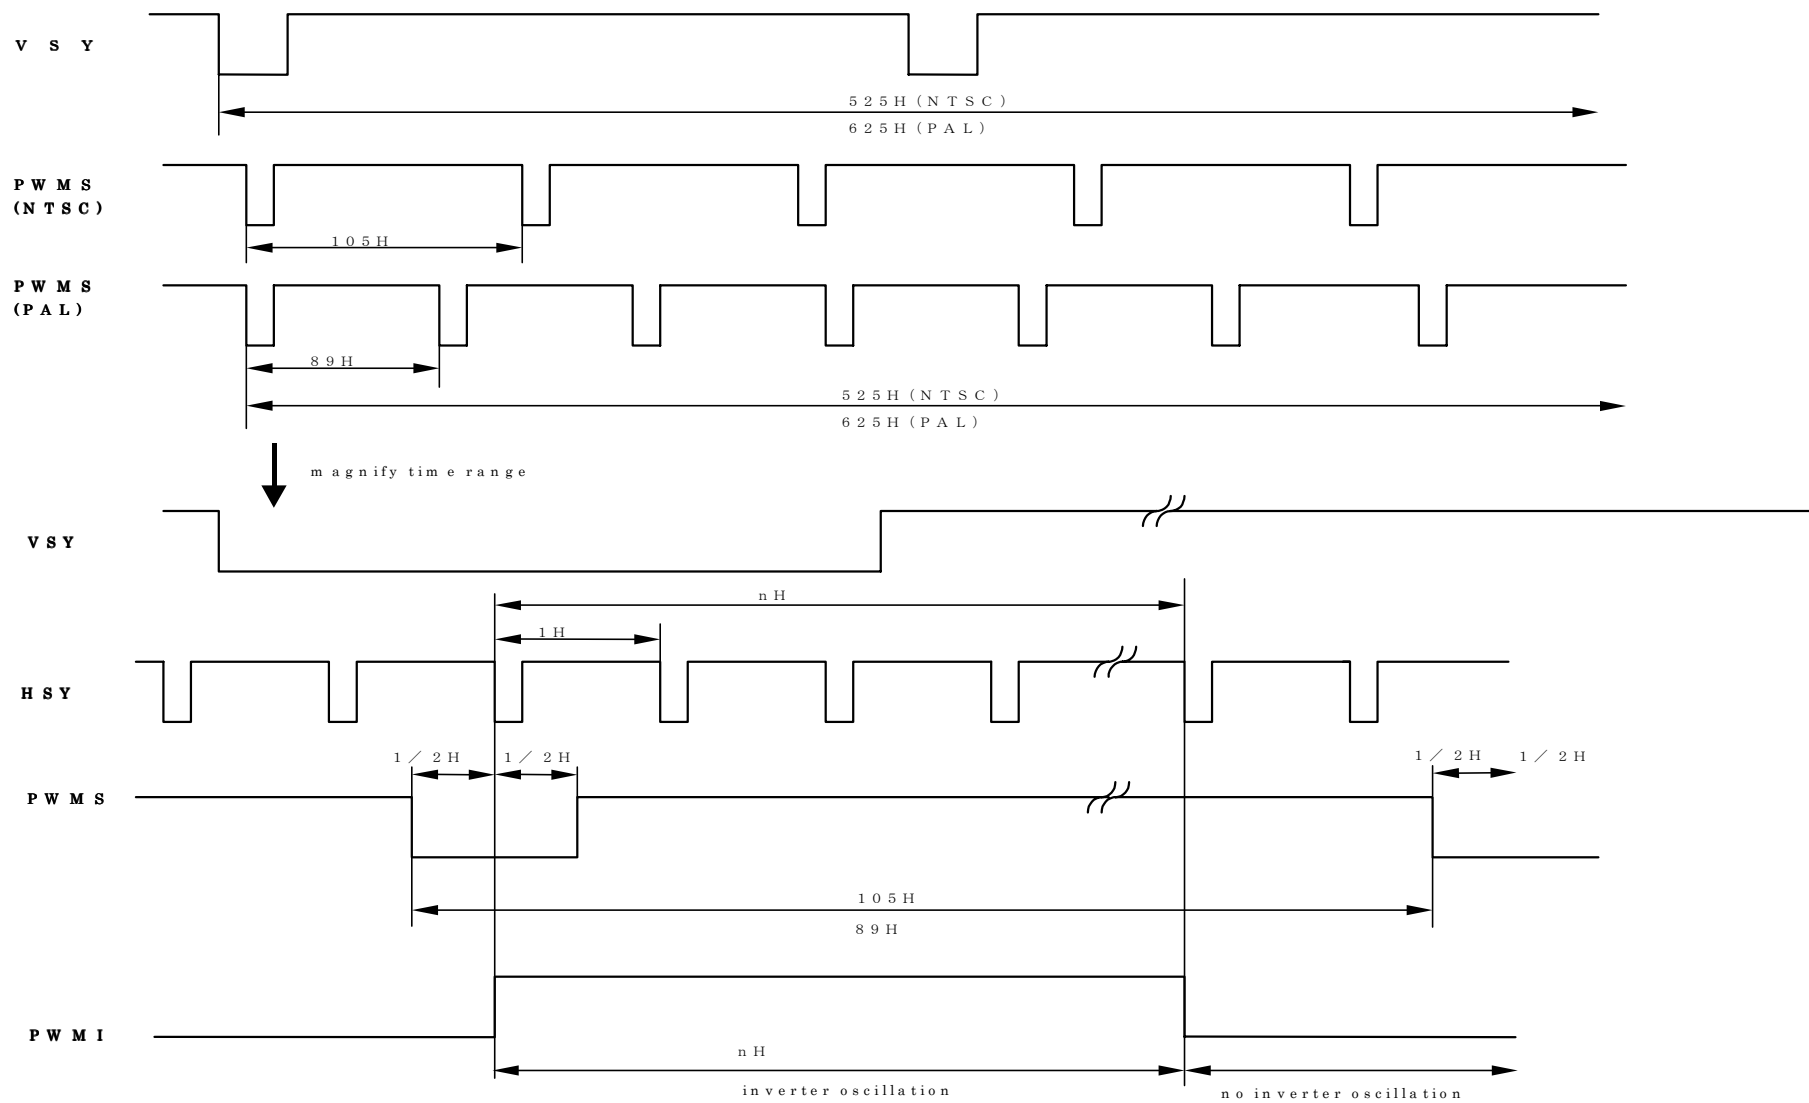 VSY
525H(NTSC)
625H(PAL)
PWMS
(NTSC)
105H
PWMS
(PAL)
89H
525H(NTSC)
625H(PAL)
magnify time range
VSY
nH
1H
HSY
1/2H 1/2H 1/2H 1/2H
PWMS
105H
89H
PWMI
nH
inverter oscillation no inverter oscillation